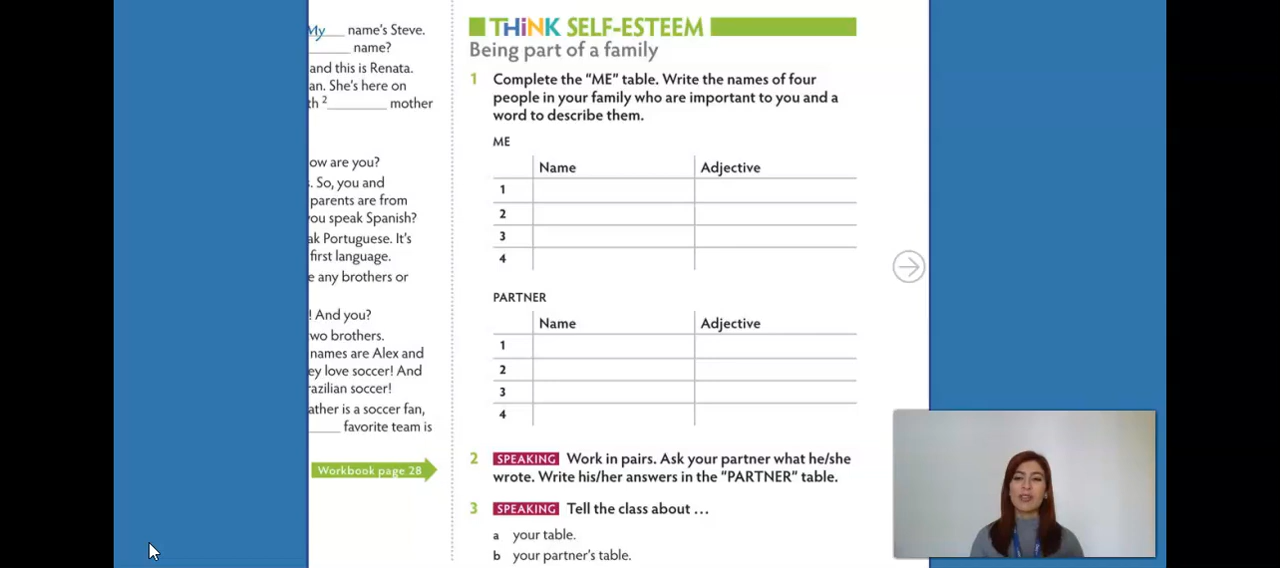 My name's Steve.
name?
and this is Renata.
an. She's here on
th 2 mother
ow are you?
. So, you and
parents are from
you speak Spanish?
ak Portuguese. It's
first language.
e any brothers or
! And you?
wo brothers.
names are Alex and
ey love soccer! And
razilian soccer!
ather is a soccer fan,
favorite team is
Workbook page 28
THiNK SELF-ESTEEM
Being part of a family
1 Complete the "ME" table. Write the names of four
people in your family who are important to you and a
word to describe them.
ME
Name Adjective
1
2
3
4
PARTNER
Name Adjective
1
2
3
4
2 SPEAKING Work in pairs. Ask your partner what he/she
wrote. Write his/her answers in the "PARTNER" table.
3 SPEAKING Tell the class about ...
a your table.
b your partner's table.